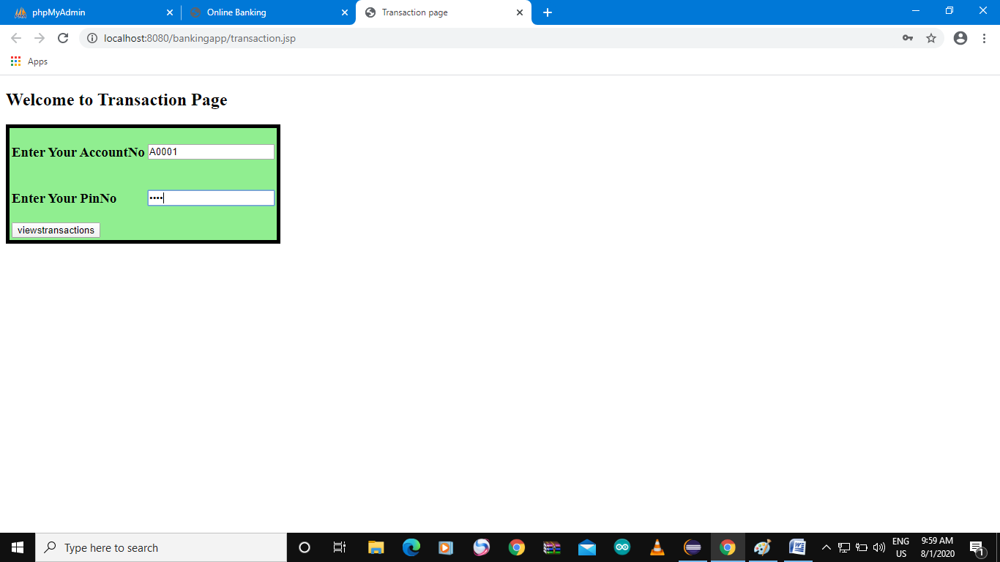 phpMyAdmin
Online Banking
Transaction page
localhost:8080/bankingapp/transaction.jsp
Apps
Welcome to Transaction Page
Enter Your AccountNo A0001
Enter Your PinNo ••••
viewstransactions
Type here to search
ENG
US
9:59 AM
8/1/2020
1